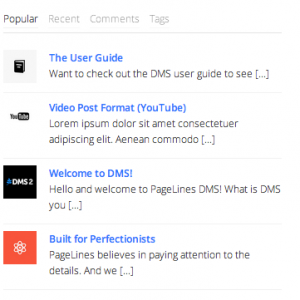 Popular Recent Comments Tags
The User Guide
Want to check out the DMS user guide to see [...]
YouTube
Video Post Format (YouTube)
Lorem ipsum dolor sit amet consectetuer
adipiscing elit. Aenean commodo [...]
DMS 2
Welcome to DMS!
Hello and welcome to PageLines DMS! What is DMS
you [...]
Built for Perfectionists
PageLines believes in paying attention to the
details. And we [...]